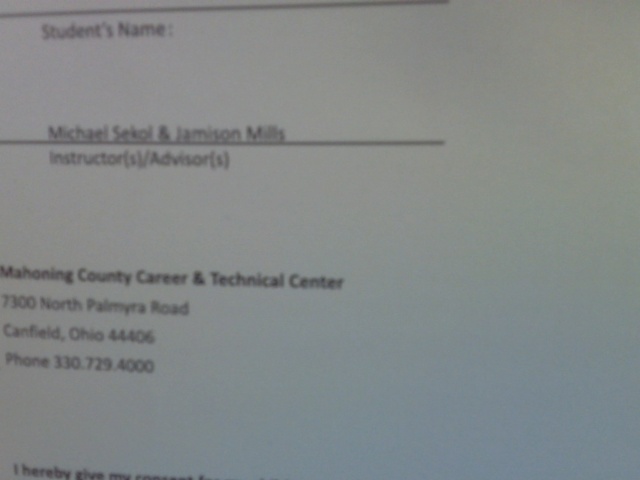 Student's Name:
Michael Sekol & Jamison Mills
Instructor(s)/Advisor(s)
Mahoning County Career & Technical Center
7300 North Palmyra Road
Canfield, Ohio 44406
Phone 330.729.4000
I hereby give my consent for